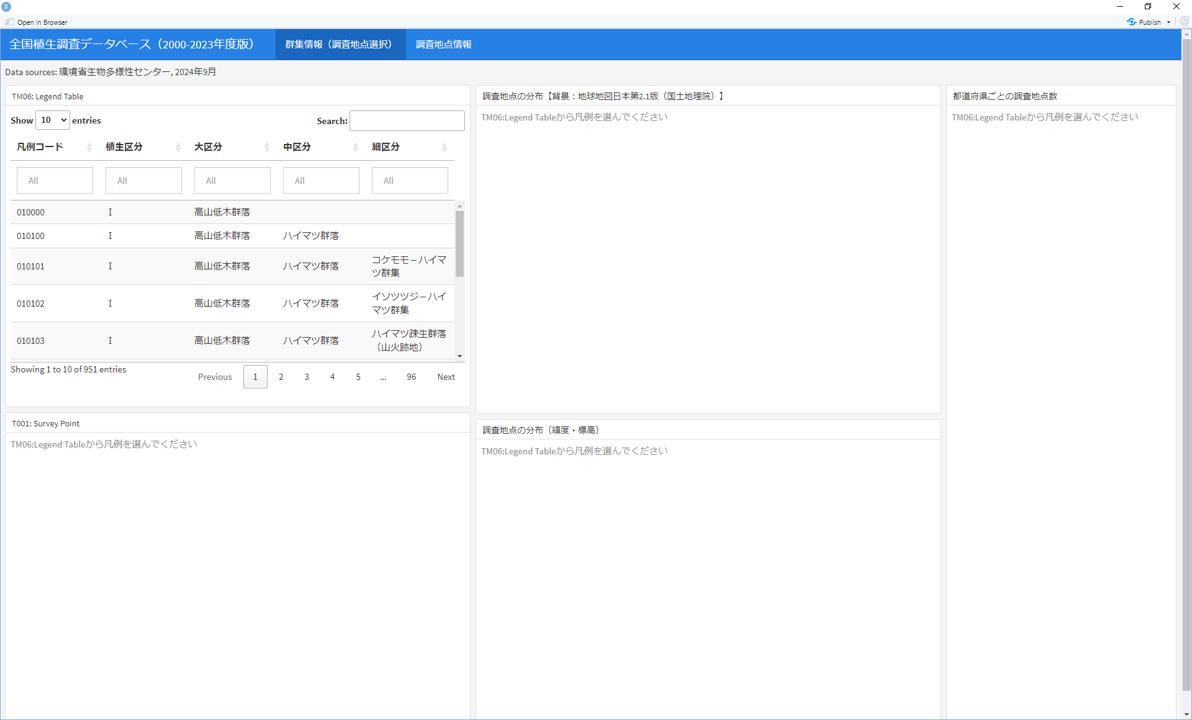 Open in Browser
Publish
全国植生調査データベース（2000-2023年度版）
群集情報（調査地点選択）
調査地点情報
Data sources: 環境省生物多様性センター, 2024年9月
TM06: Legend Table
Show 10 entries
Search:
凡例コード 植生区分 大区分 中区分 細区分
All All All All All
010000 I 高山低木群落
010100 I 高山低木群落 ハイマツ群落
010101 I 高山低木群落 ハイマツ群落 コケモモーハイマ
ツ群集
010102 I 高山低木群落 ハイマツ群落 イソツツジーハイ
マツ群集
010103 I 高山低木群落 ハイマツ群落 ハイマツ疎生群落
（山火跡地）
Showing 1 to 10 of 951 entries
Previous 1 2 3 4 5 ... 96 Next
T001: Survey Point
TM06:Legend Tableから凡例を選んでください
調査地点の分布【背景：地球地図日本第2.1版（国土地理院）】
TM06:Legend Tableから凡例を選んでください
調査地点の分布（緯度・標高）
TM06:Legend Tableから凡例を選んでください
都道府県ごとの調査地点数
TM06:Legend Tableから凡例を選んでください